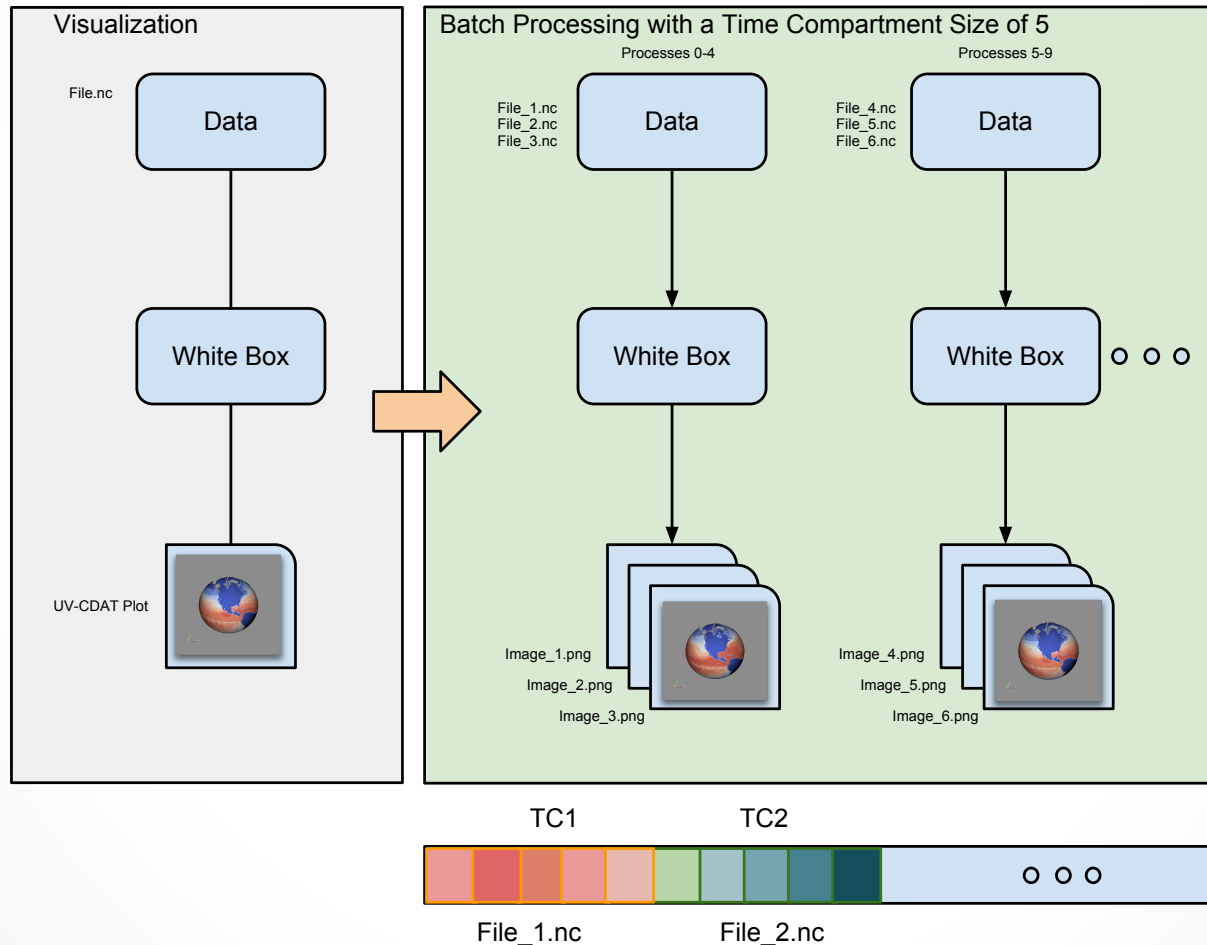 Visualization
File.nc
Data
White Box
UV-CDAT Plot
Batch Processing with a Time Compartment Size of 5
Processes 0-4
Processes 5-9
File_1.nc
File_2.nc
File_3.nc
Data
File_4.nc
File_5.nc
File_6.nc
Data
White Box
White Box
Image_1.png
Image_2.png
Image_3.png
Image_4.png
Image_5.png
Image_6.png
TC1
TC2
File_1.nc
File_2.nc